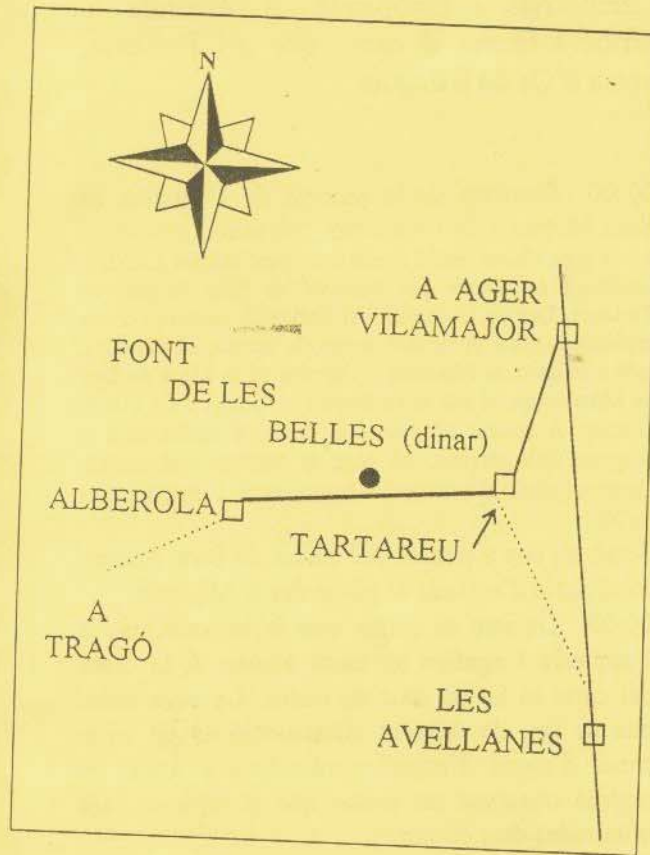 N
A AGER
VILAMAJOR
FONT
DE LES
BELLES (dinar)
ALBEROLA
TARTAREU
A
TRAGÓ
LES
AVELLANES